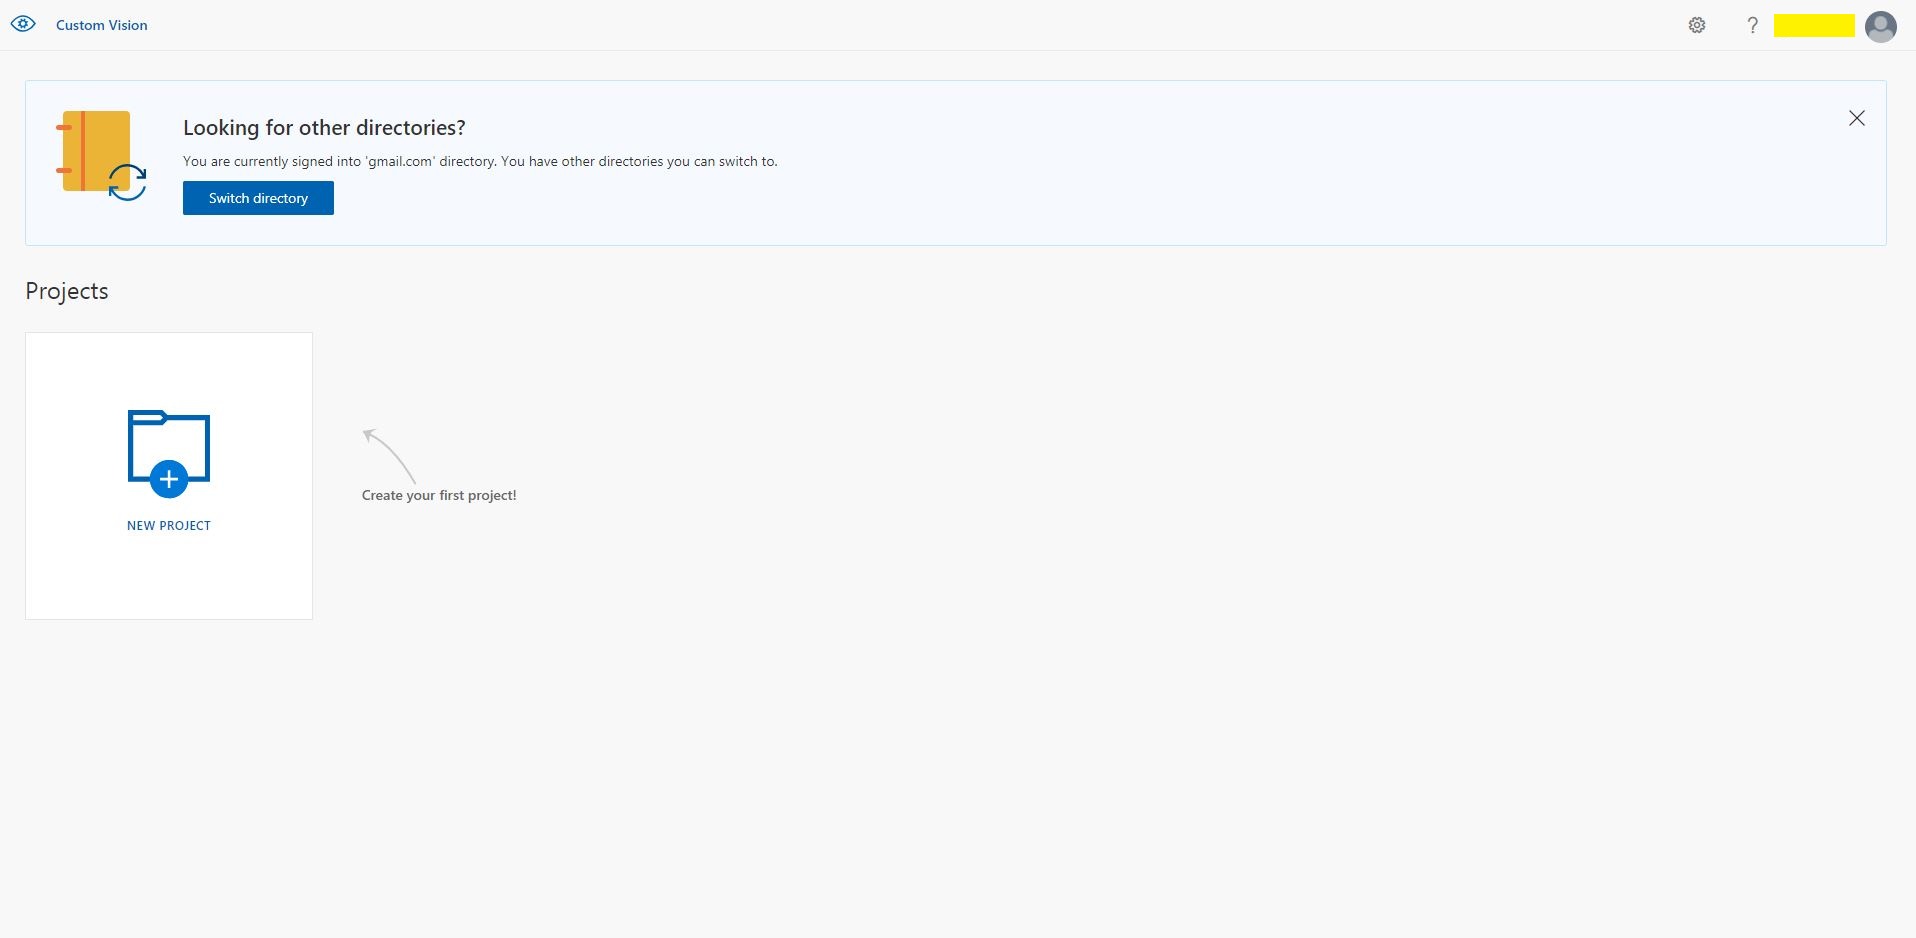 Custom Vision
?
Looking for other directories?
You are currently signed into 'gmail.com' directory. You have other directories you can switch to.
Switch directory
Projects
Create your first project!
NEW PROJECT